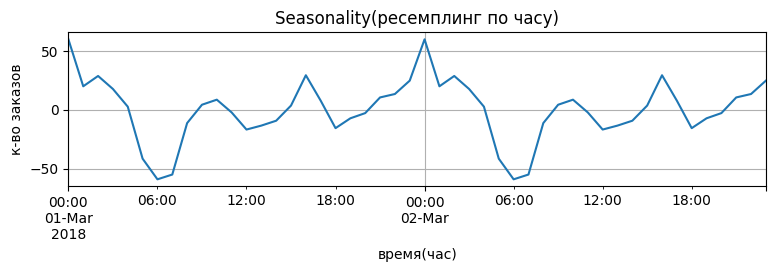 Seasonality(ресемплинг по часу)
к-во заказов
50
0
−50
00:00 06:00 12:00 18:00 00:00 06:00 12:00 18:00
01-Mar 02-Mar
2018
время(час)